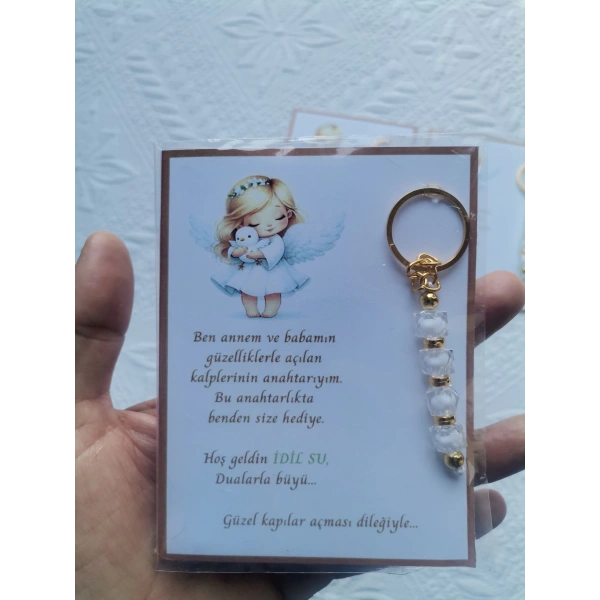 Ben annem ve babamın
güzelliklerle açılan
kalplerinin anahtarıyım.
Bu anahtarlıkta
benden size hediye.
Hoş geldin İDİL SU,
Dualarla büyü...
Güzel kapılar açması dileğiyle...